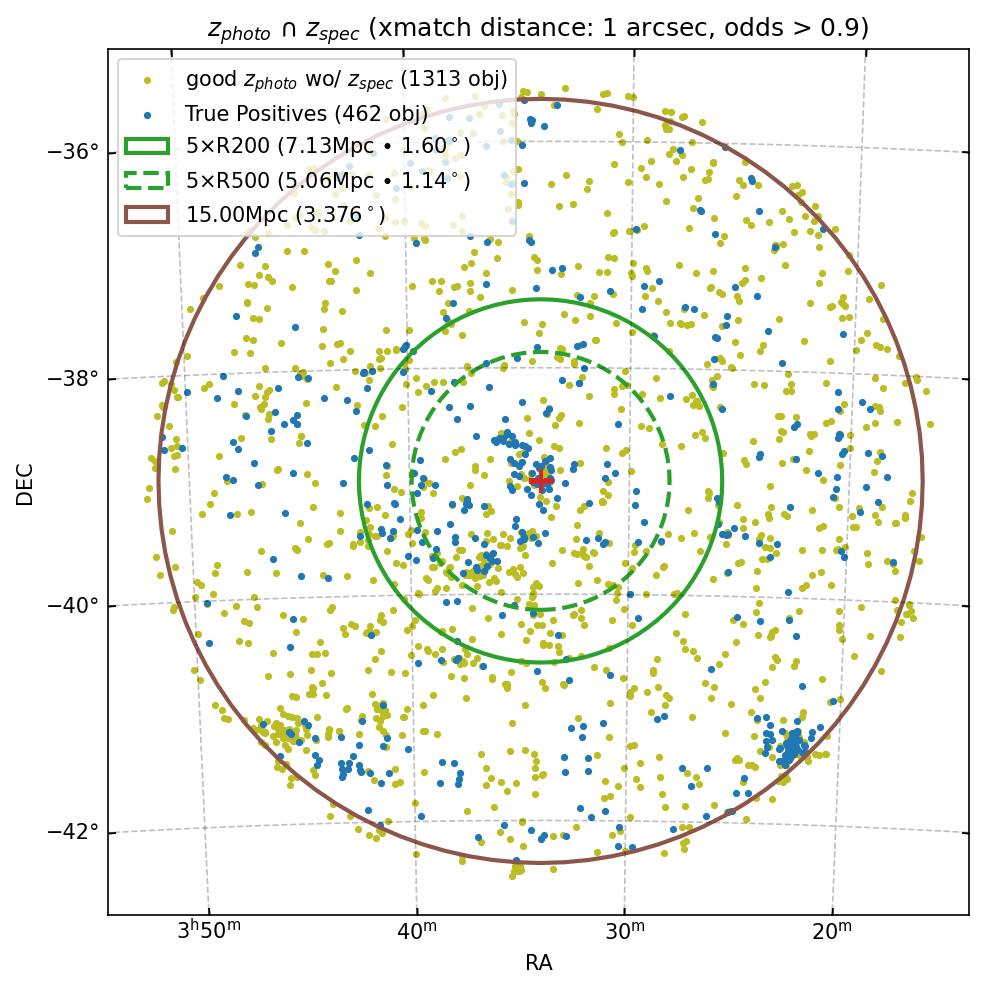 z_photo ∩ z_spec (xmatch distance: 1 arcsec, odds > 0.9)
good z_photo wo/ z_spec (1313 obj)
True Positives (462 obj)
5×R200 (7.13Mpc • 1.60°)
5×R500 (5.06Mpc • 1.14°)
15.00Mpc (3.376°)
−36°
−38°
−40°
−42°
DEC
3ʰ50ᵐ
40ᵐ
30ᵐ
20ᵐ
RA